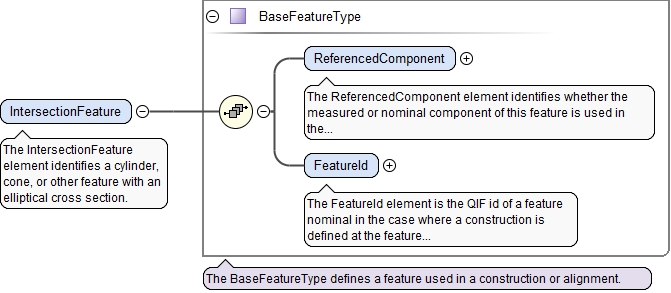 BaseFeatureType
ReferencedComponent
The ReferencedComponent element identifies whether the
measured or nominal component of this feature is used in
the...
IntersectionFeature
The IntersectionFeature
element identifies a cylinder,
cone, or other feature with an
elliptical cross section.
FeatureId
The FeatureId element is the QIF id of a feature
nominal in the case where a construction is
defined at the feature...
The BaseFeatureType defines a feature used in a construction or alignment.